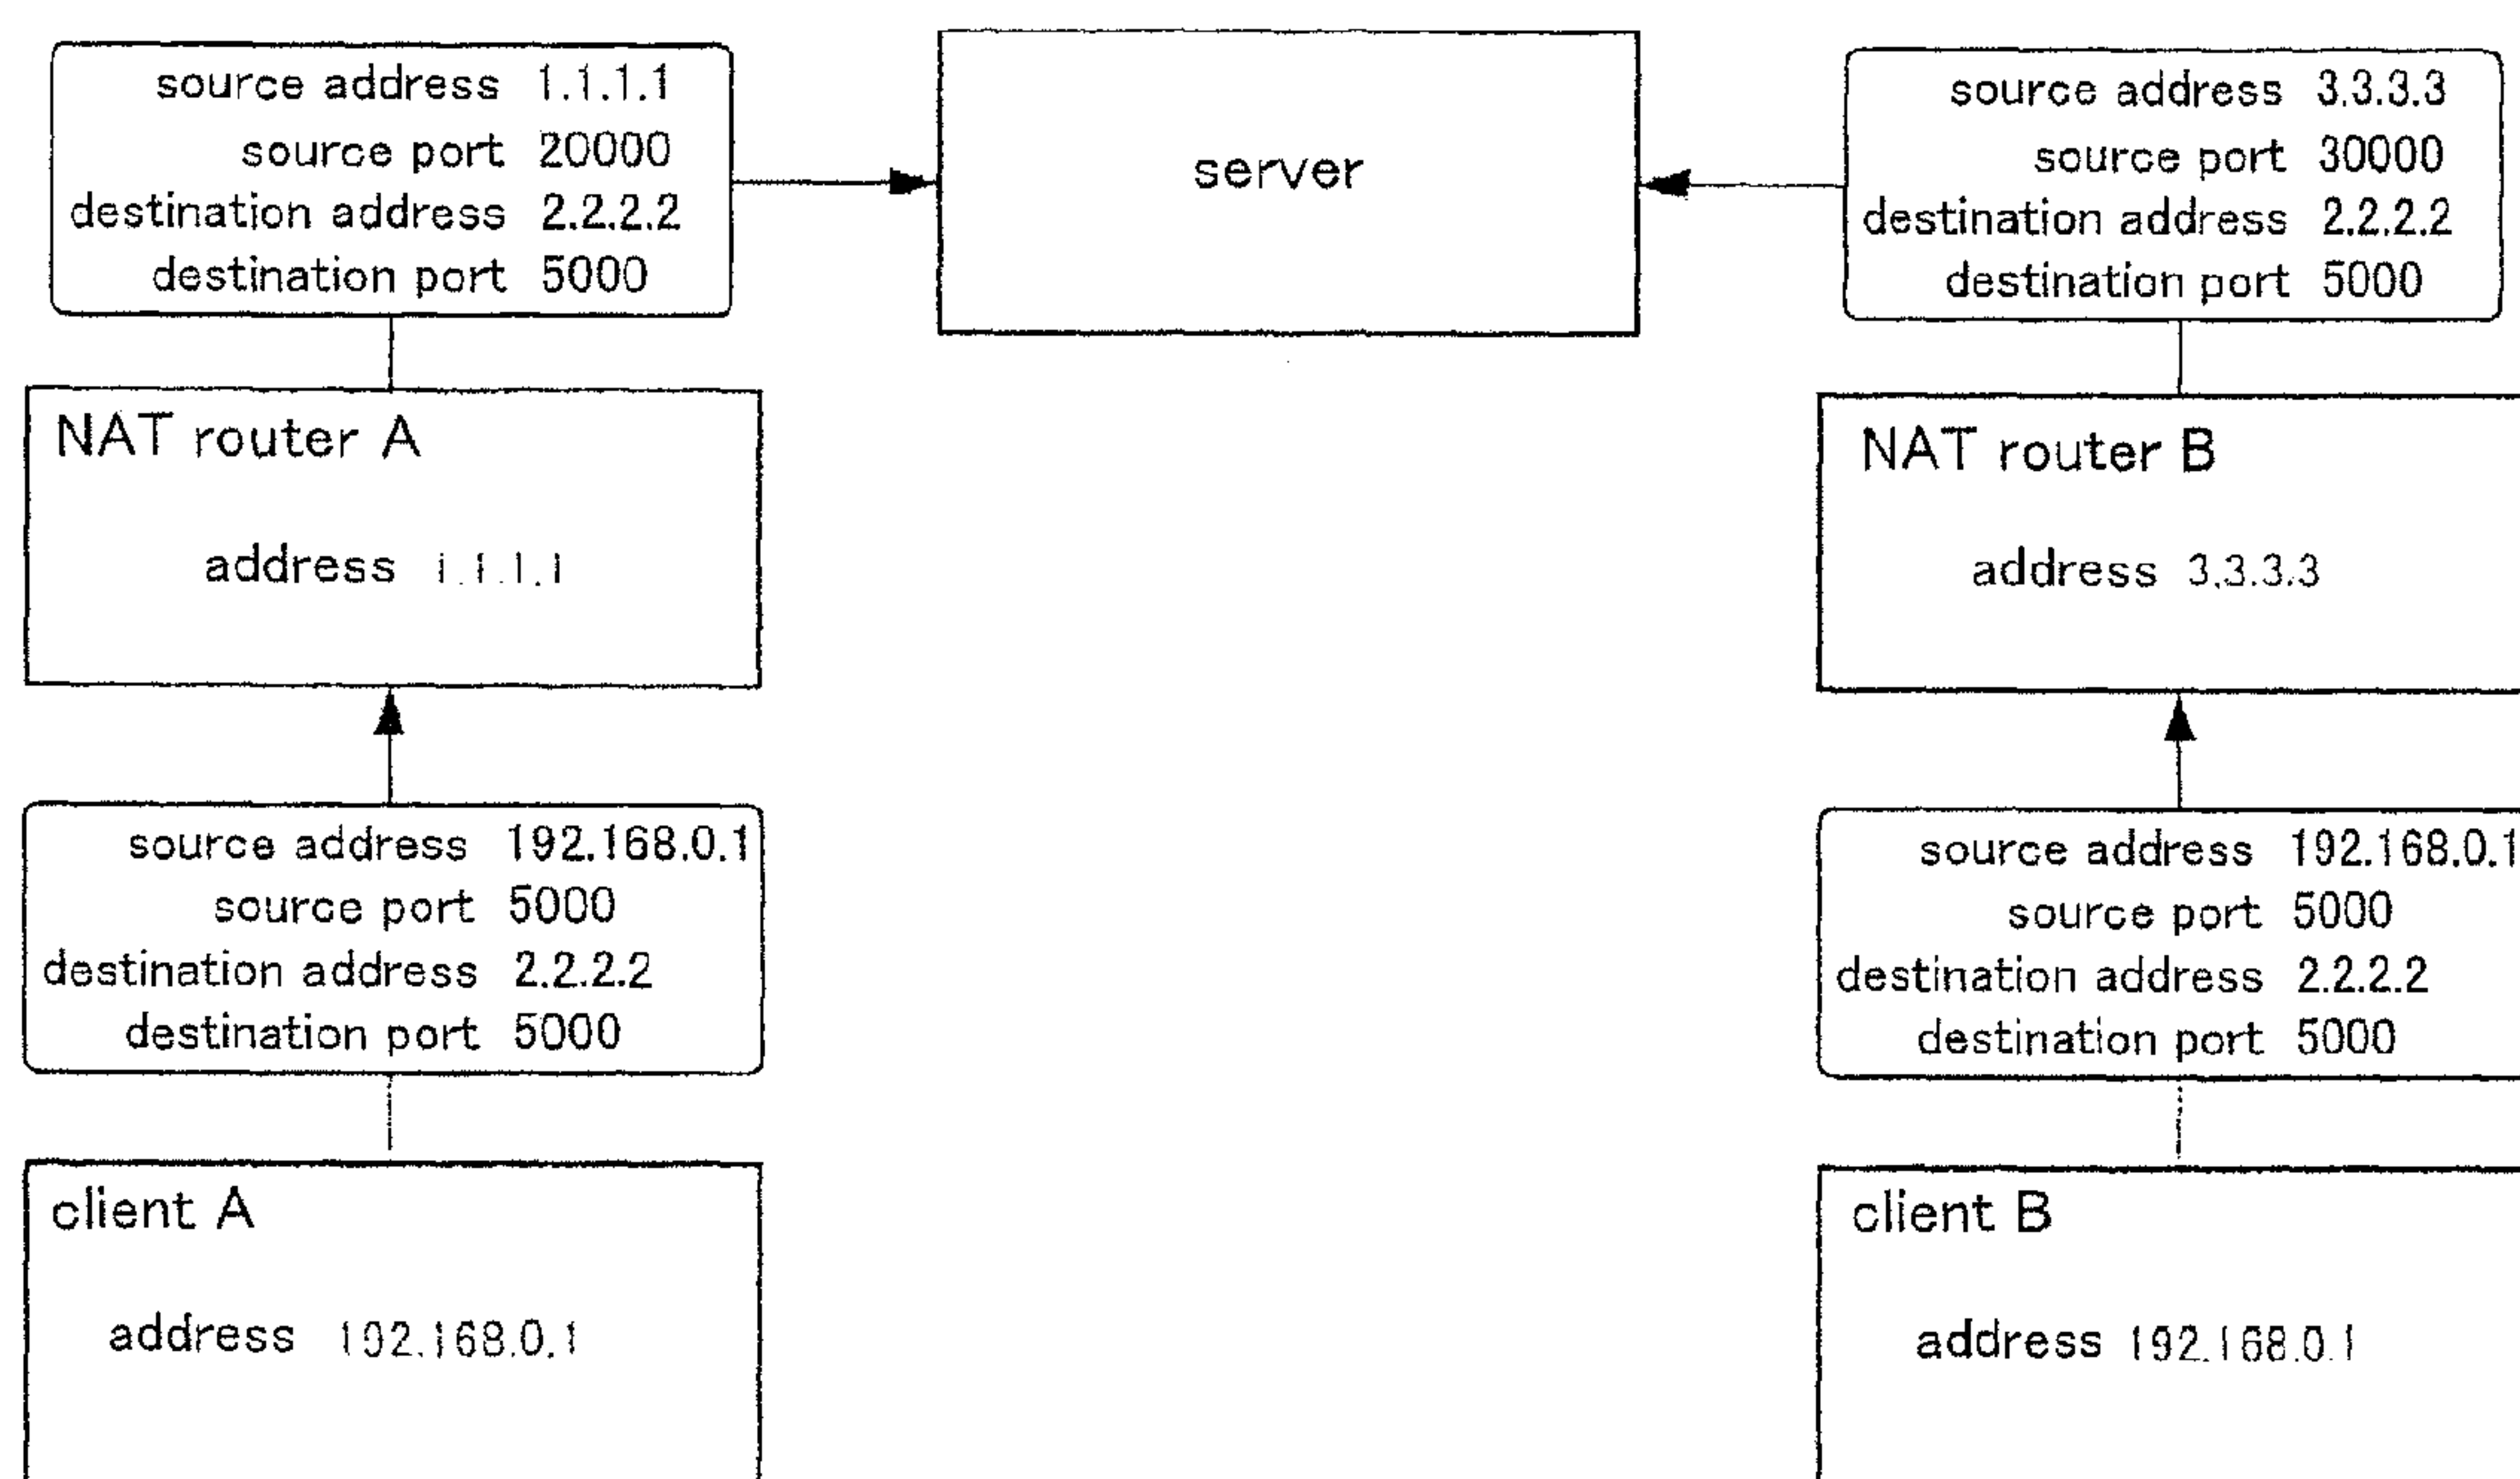 source address 1.1.1.1
source port 20000
destination address 2.2.2.2
destination port 5000
server
source address 3.3.3.3
source port 30000
destination address 2.2.2.2
destination port 5000
NAT router A
address 1.1.1.1
NAT router B
address 3.3.3.3
source address 192.168.0.1
source port 5000
destination address 2.2.2.2
destination port 5000
source address 192.168.0.1
source port 5000
destination address 2.2.2.2
destination port 5000
client A
address 192.168.0.1
client B
address 192.168.0.1